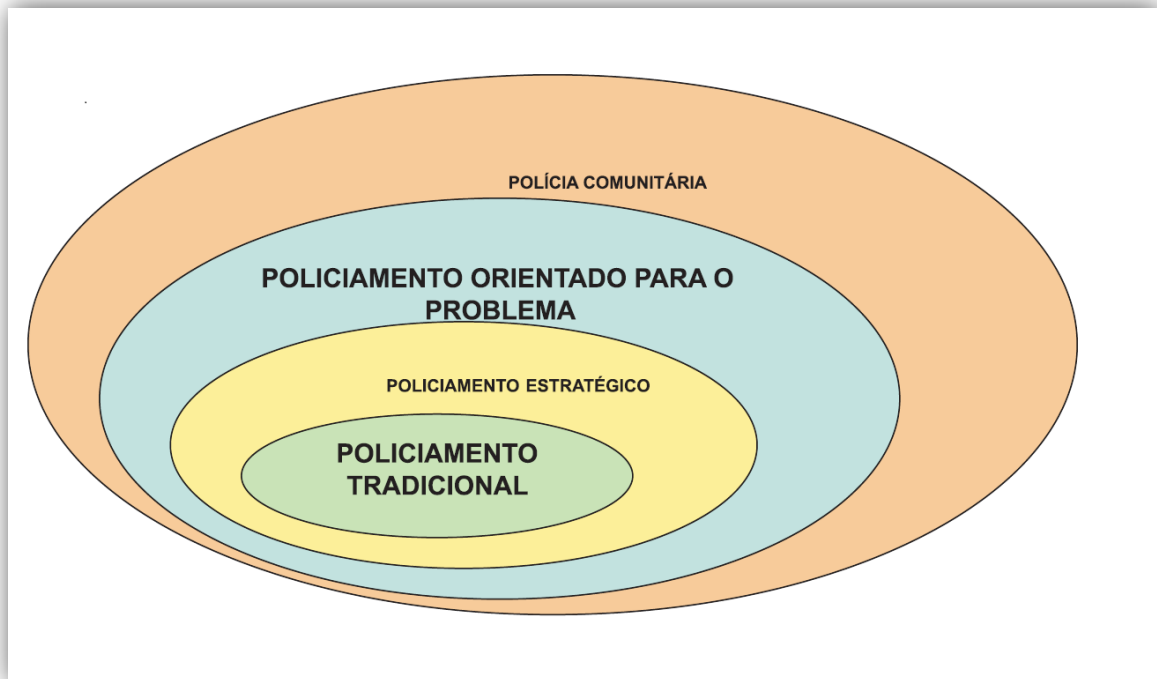 POLÍCIA COMUNITÁRIA
POLICIAMENTO ORIENTADO PARA O
PROBLEMA
POLICIAMENTO ESTRATÉGICO
POLICIAMENTO
TRADICIONAL